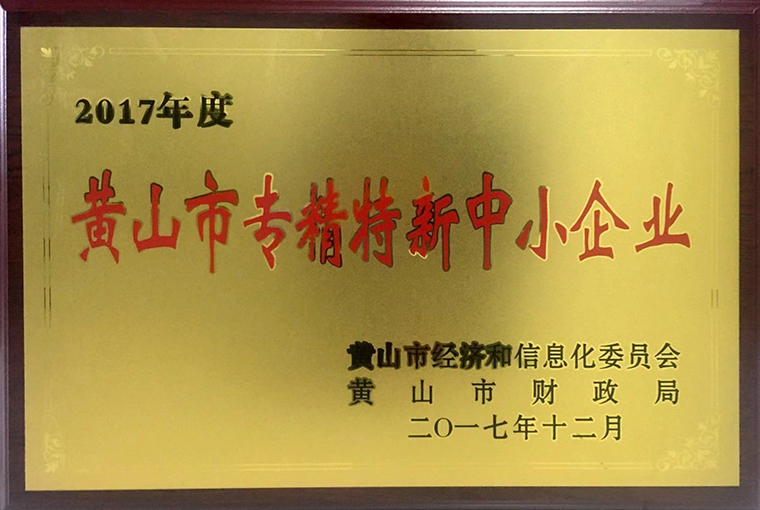 2017年度
黄山市专精特新中小企业
黄山市经济和信息化委员会
黄山市财政局
二〇一七年十二月